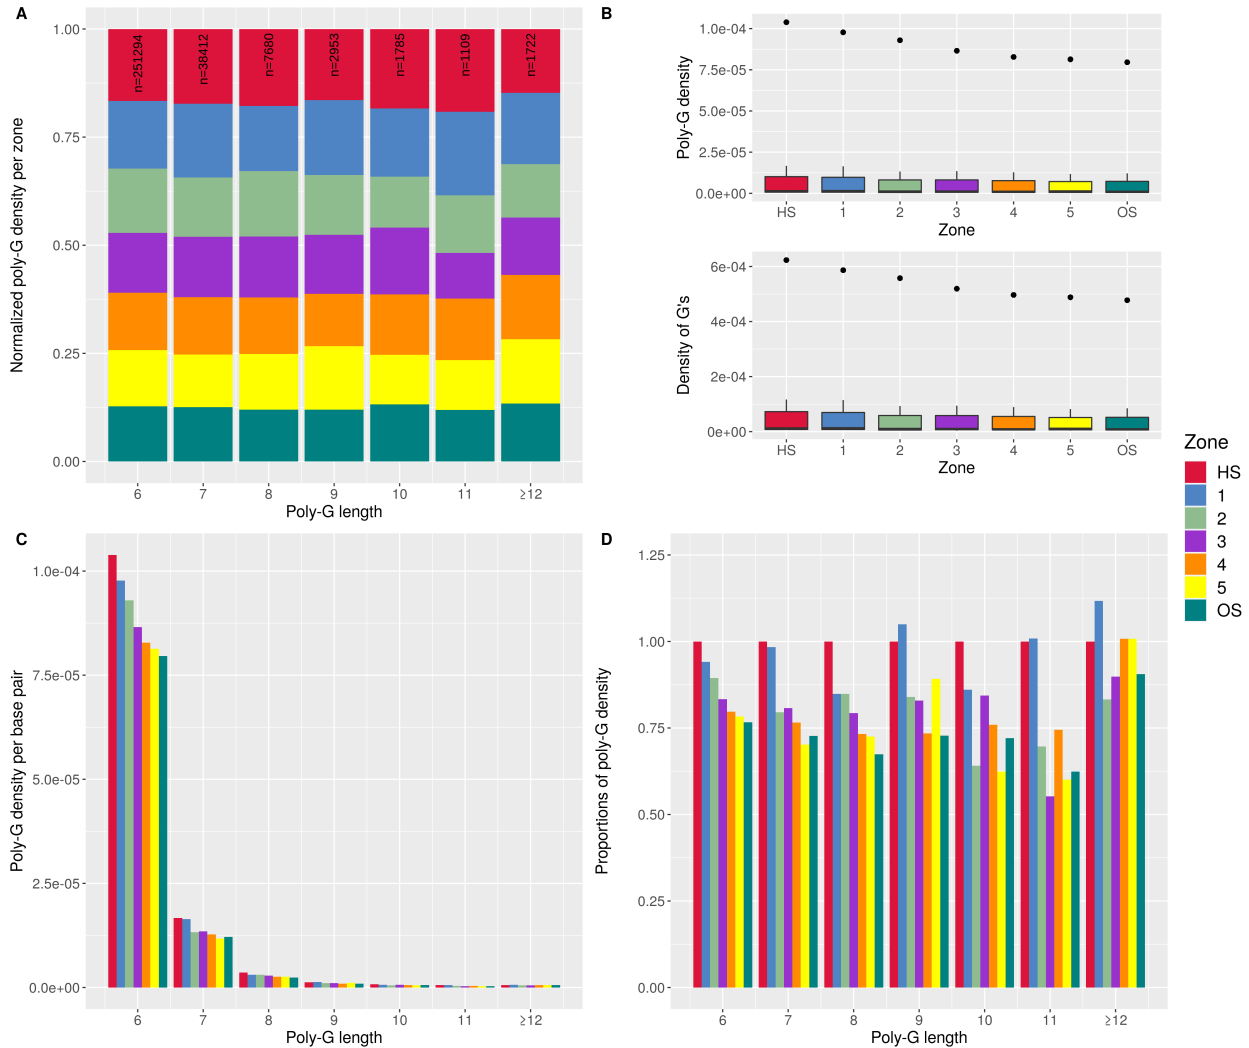 A
Normalized poly-G density per zone
1.00
0.75
0.50
0.25
0.00
n=251294
n=38412
n=7680
n=2953
n=1785
n=1109
n=1722
6
7
8
9
10
11
≥12
Poly-G length
B
Poly-G density
1.0e-04
7.5e-05
5.0e-05
2.5e-05
0.0e+00
HS
1
2
3
4
5
OS
Zone
Density of G's
6e-04
4e-04
2e-04
0e+00
HS
1
2
3
4
5
OS
Zone
Zone
HS
1
2
3
4
5
OS
C
Poly-G density per base pair
1.0e-04
7.5e-05
5.0e-05
2.5e-05
0.0e+00
6
7
8
9
10
11
≥12
Poly-G length
D
Proportions of poly-G density
1.25
1.00
0.75
0.50
0.25
0.00
6
7
8
9
10
11
≥12
Poly-G length